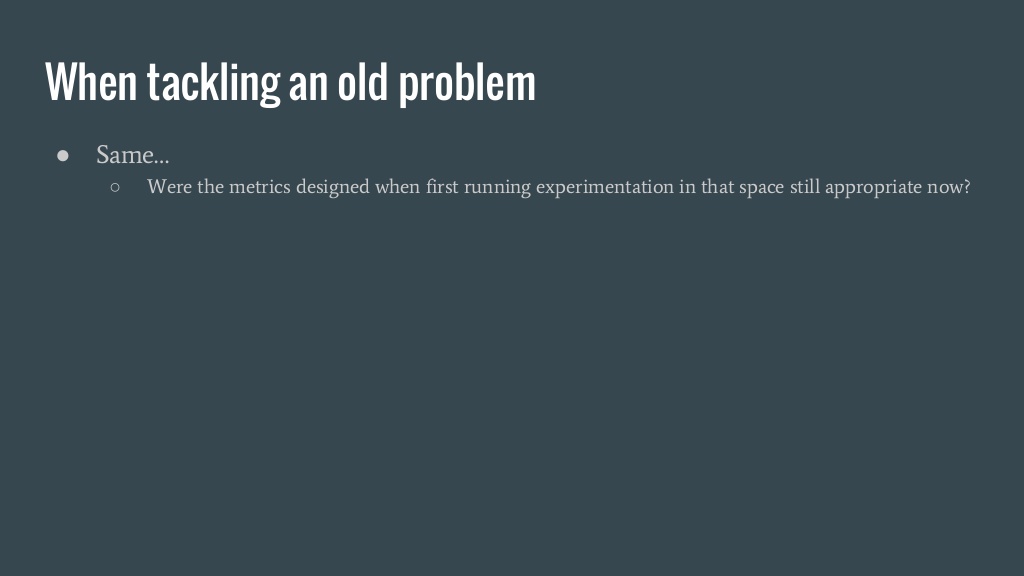 When tackling an old problem
● Same...
○ Were the metrics designed when first running experimentation in that space still appropriate now?